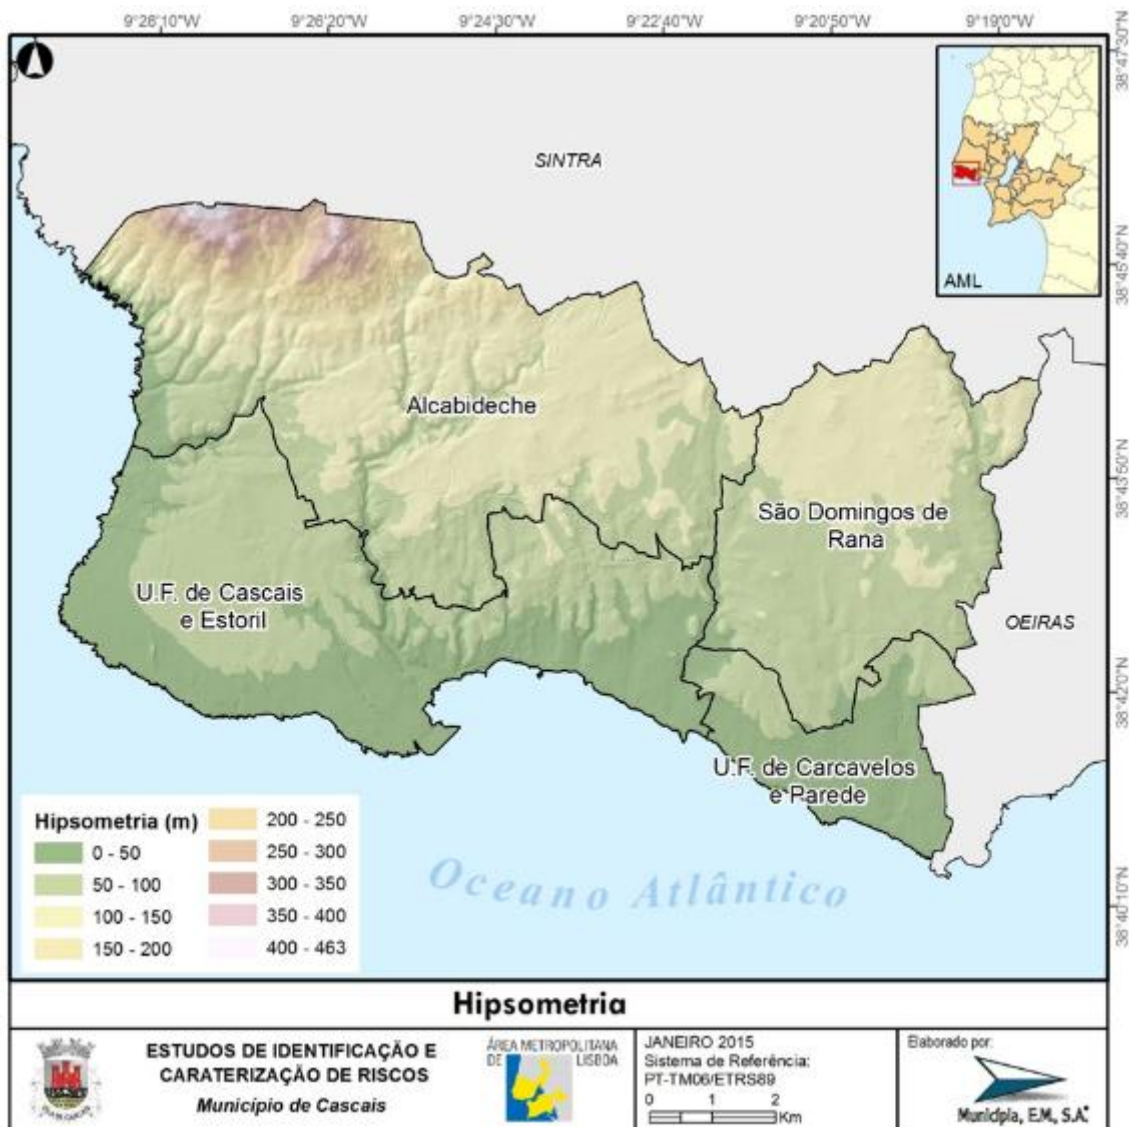 9°28'10"W 9°26'20"W 9°24'30"W 9°22'40"W 9°20'50"W 9°19'0"W
38°47'30"N
SINTRA
AML
38°45'40"N
Alcabideche
38°43'50"N
São Domingos de
Rana
U.F. de Cascais
e Estoril
OEIRAS
38°42'0"N
U.F. de Carcavelos
e Parede
Oceano Atlântico
38°40'10"N
Hipsometria (m)
0 - 50
50 - 100
100 - 150
150 - 200
200 - 250
250 - 300
300 - 350
350 - 400
400 - 463
Hipsometria
ESTUDOS DE IDENTIFICAÇÃO E
CARATERIZAÇÃO DE RISCOS
Município de Cascais
ÁREA METROPOLITANA
DE LISBOA
JANEIRO 2015
Sistema de Referência:
PT-TM06/ETRS89
0 1 2
Km
Elaborado por:
Municípia, E.M., S.A.